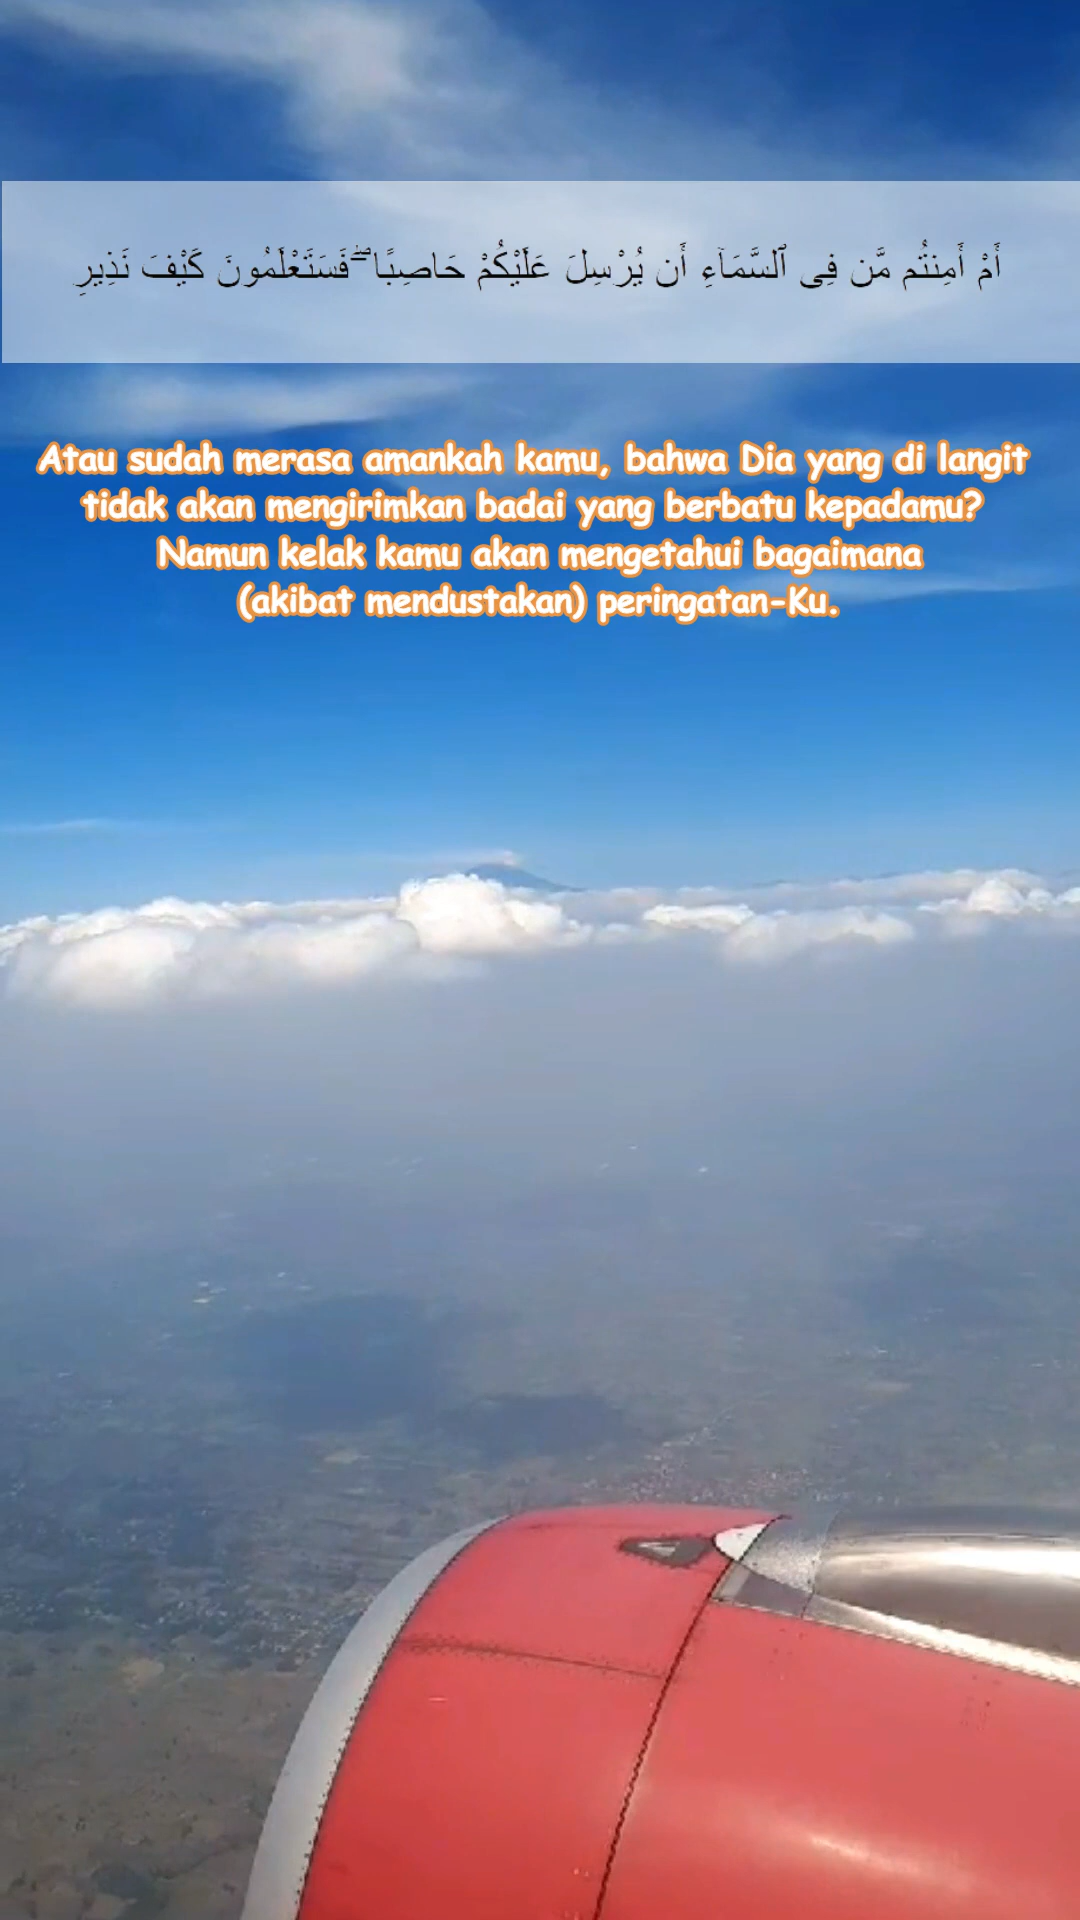 أَمْ أَمِنتُم مَّن فِى ٱلسَّمَآءِ أَن يُرْسِلَ عَلَيْكُمْ حَاصِبًا ۖ فَسَتَعْلَمُونَ كَيْفَ نَذِيرِ
Atau sudah merasa amankah kamu, bahwa Dia yang di langit
tidak akan mengirimkan badai yang berbatu kepadamu?
Namun kelak kamu akan mengetahui bagaimana
(akibat mendustakan) peringatan-Ku.